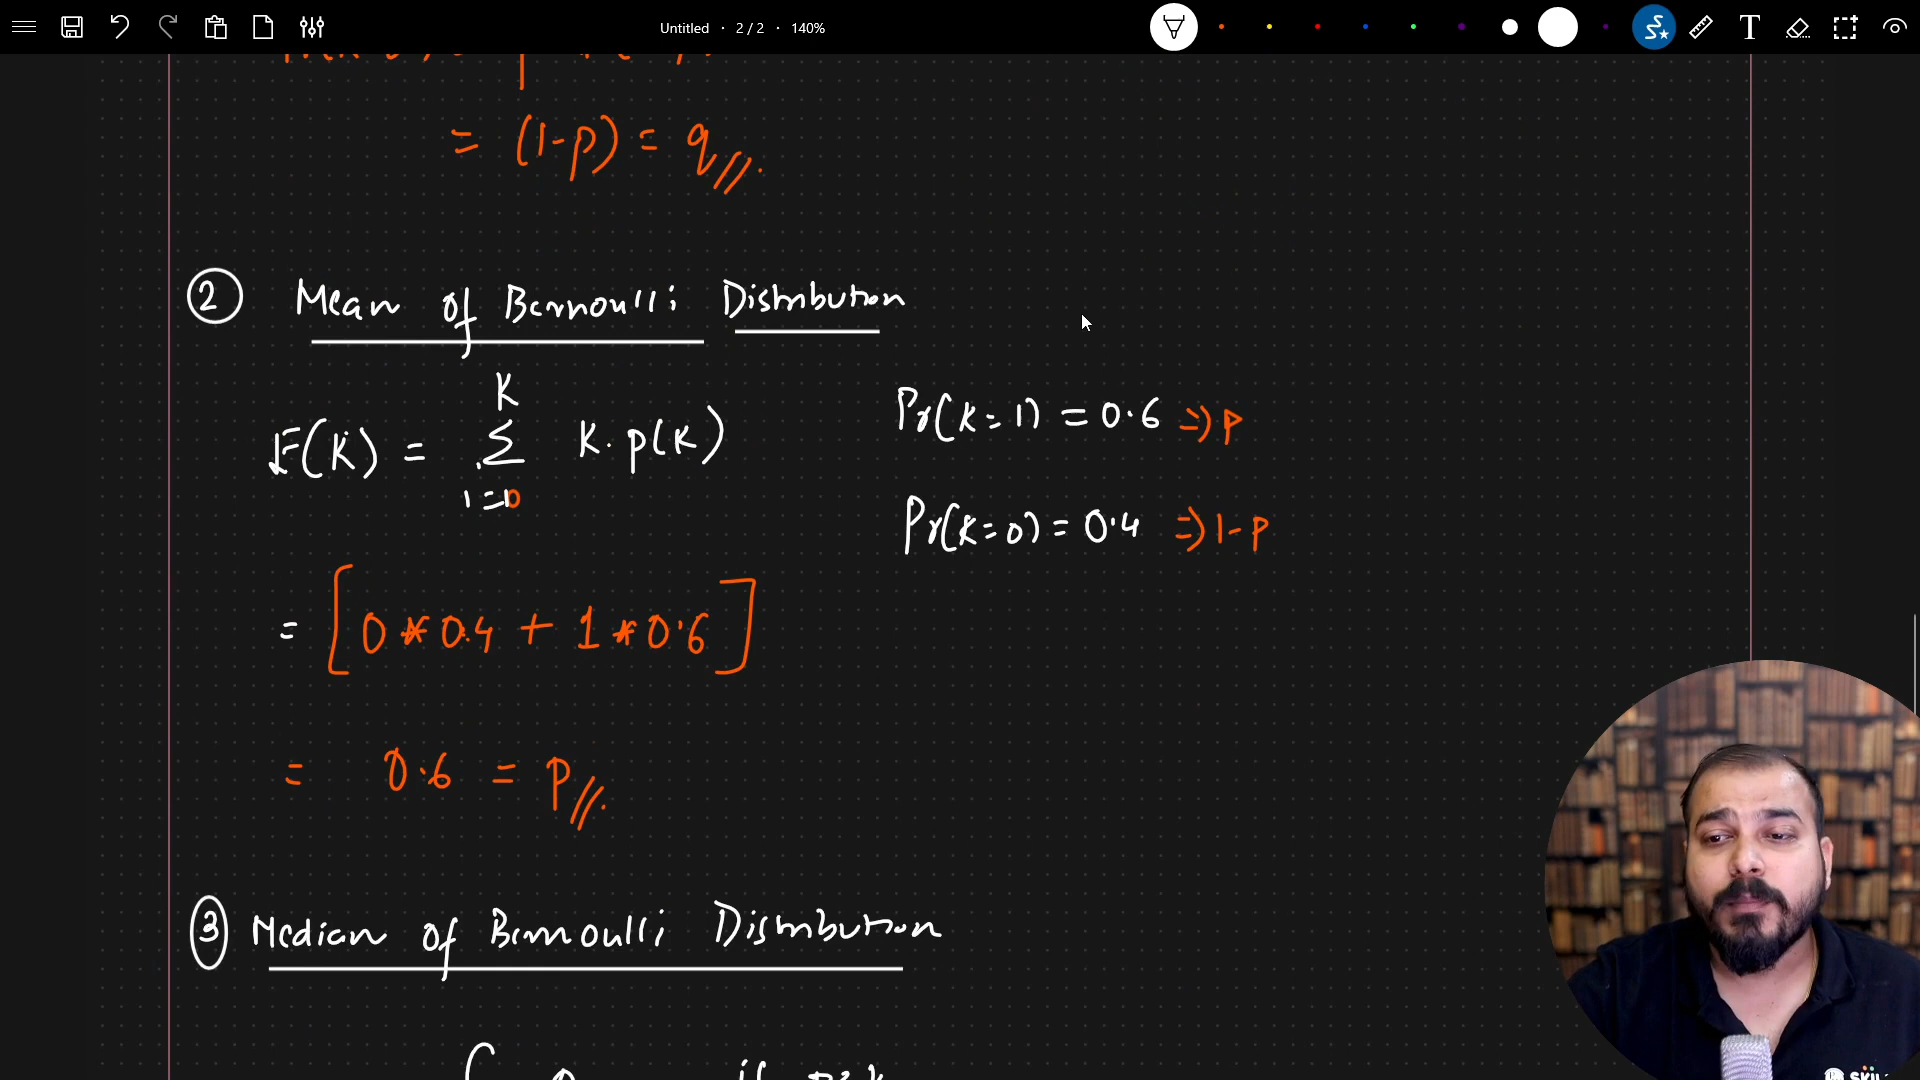 Untitled · 2 / 2 · 140%
= (1-p) = q
② Mean of Bernoulli Distribution
E(K) = K Σ i=0 K. p(K)
Pr(K=1) = 0.6 => p
Pr(K=0) = 0.4 => 1-p
= [0 * 0.4 + 1 * 0.6]
= 0.6 = p
③ Median of Bernoulli Distribution